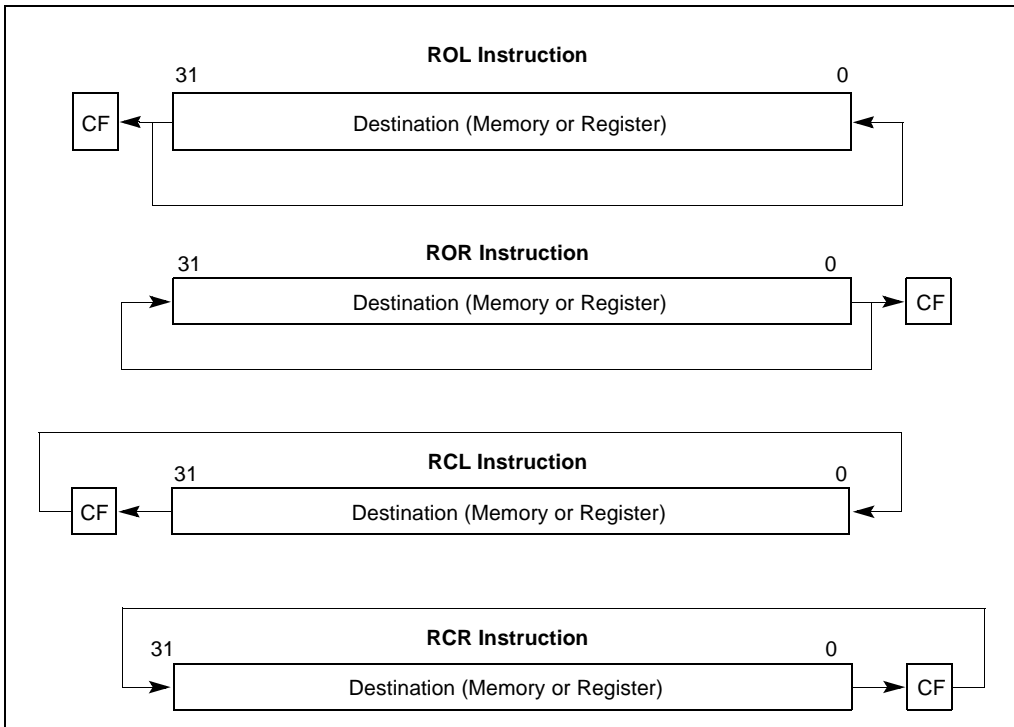 ROL Instruction
31 0
CF Destination (Memory or Register)
ROR Instruction
31 0
Destination (Memory or Register) CF
RCL Instruction
31 0
CF Destination (Memory or Register)
RCR Instruction
31 0
Destination (Memory or Register) CF